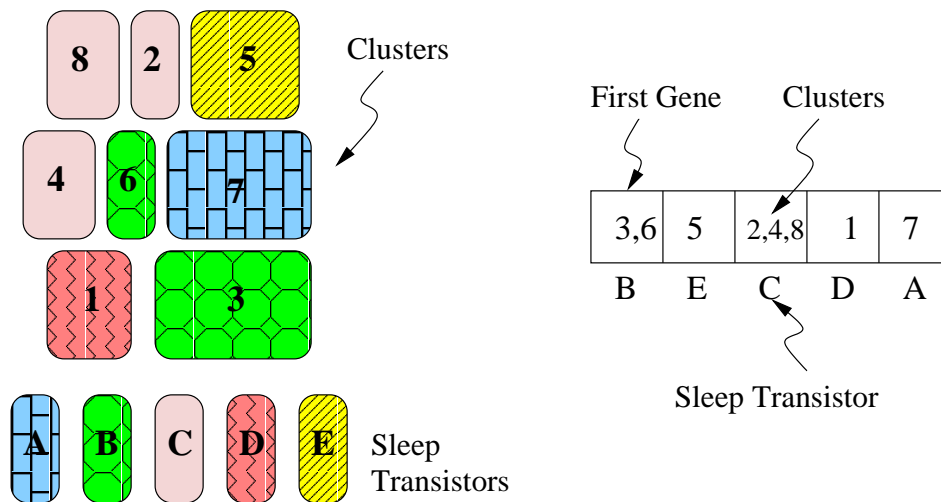 8 2 5
Clusters
4 6 7
1 3
A B C D E
Sleep
Transistors
First Gene
Clusters
3,6 5 2,4,8 1 7
B E C D A
Sleep Transistor